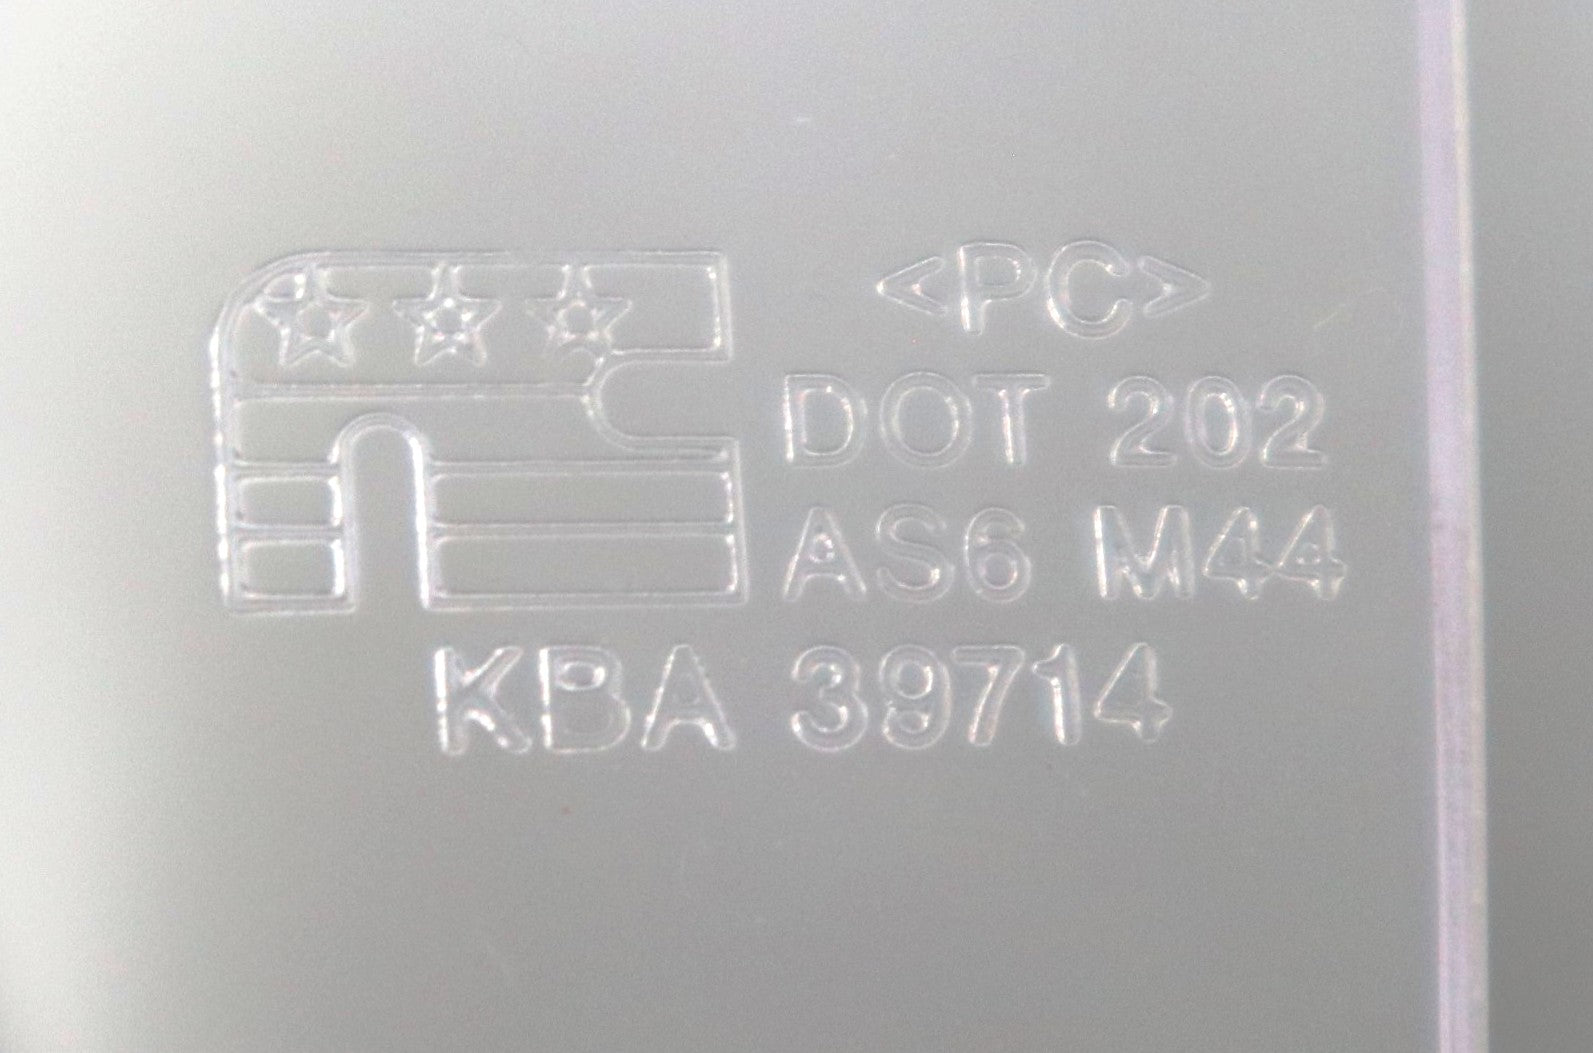 <PC>
DOT 202
AS6 M44
KBA 39714